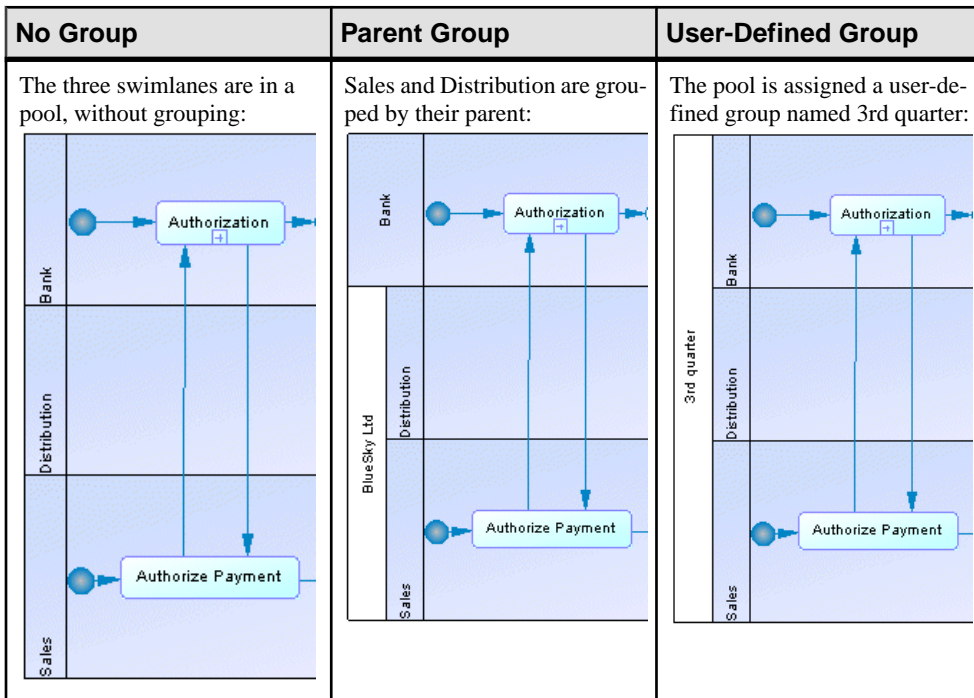 No Group
Parent Group
User-Defined Group
The three swimlanes are in a
pool, without grouping:
Sales and Distribution are grou-
ped by their parent:
The pool is assigned a user-de-
fined group named 3rd quarter:
Bank
Authorization
Distribution
Sales
Authorize Payment
Bank
Authorization
BlueSky Ltd
Distribution
Sales
Authorize Payment
3rd quarter
Bank
Authorization
Distribution
Sales
Authorize Payment